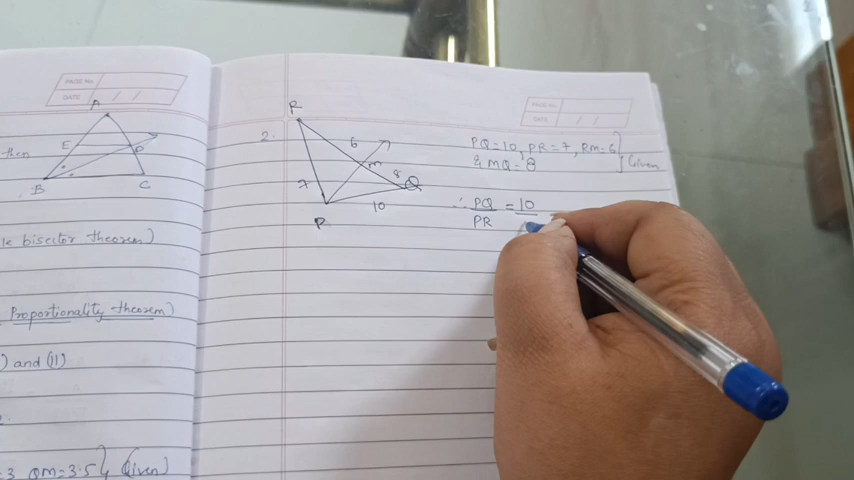 PAGE No.
DATE / /
A
E
D
B
C
then
le bisector theorem)
Proportionality theorem)
) and (II)
=3 QM=3.5} (Given)
PAGE No.
DATE / /
2.
R
6
M
8
Q
7
10
P
PQ=10, PR=7, RM=6
& MQ=8
} Given
∴ PQ = 10
PR